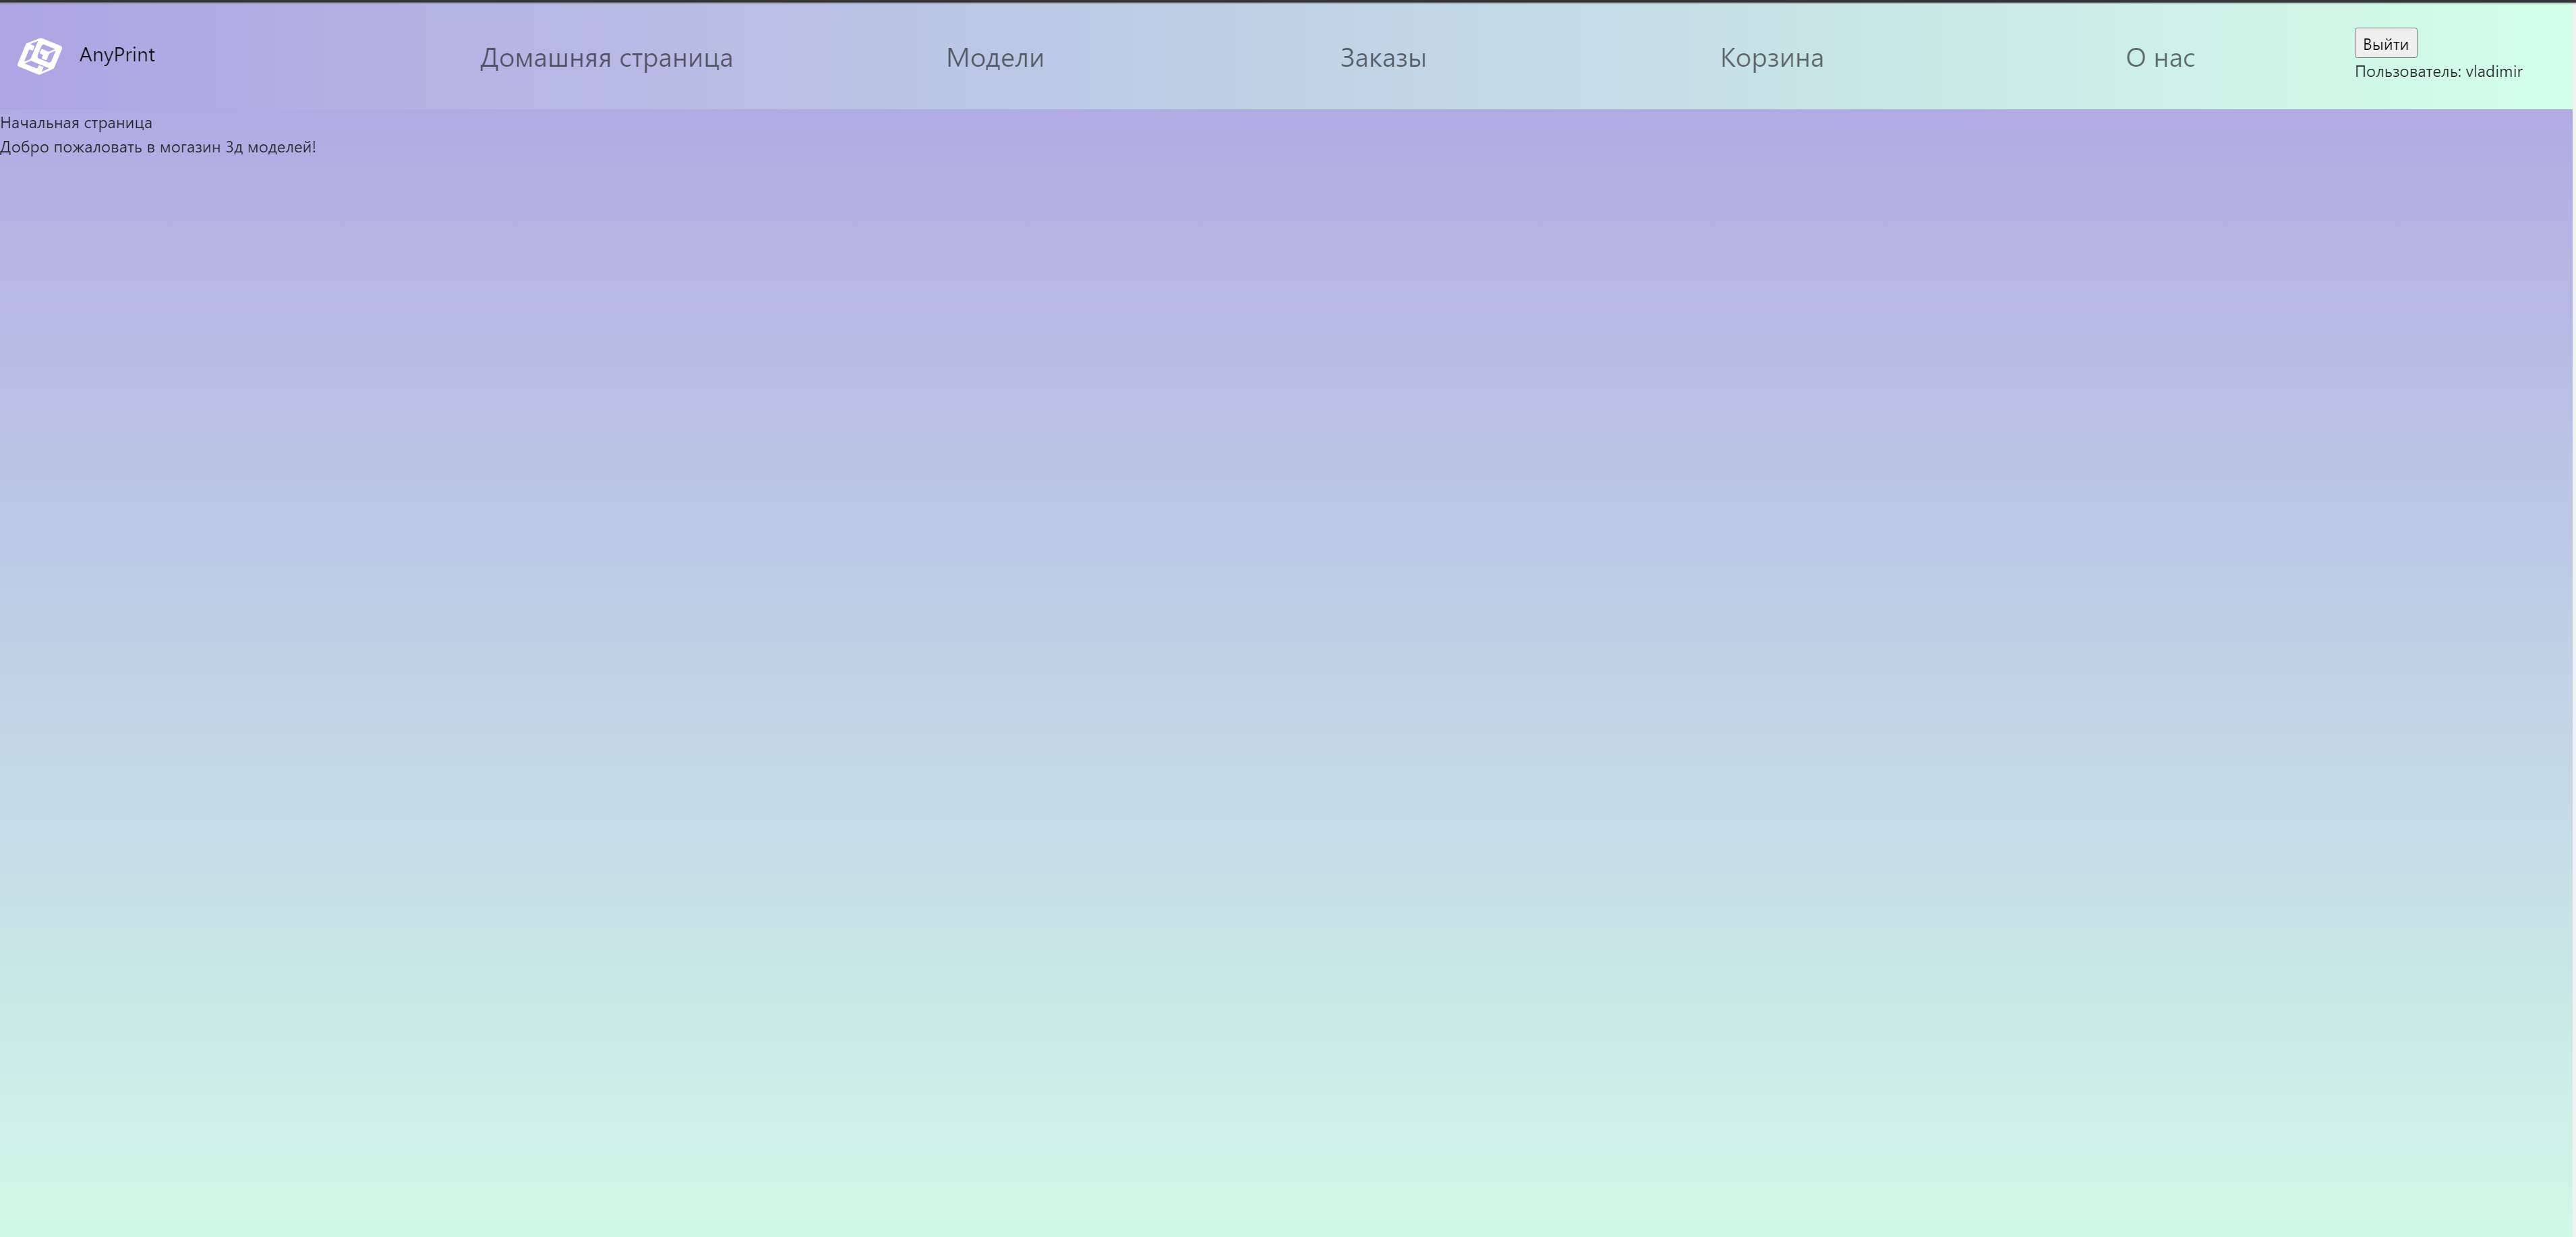 AnyPrint
Домашняя страница
Модели
Заказы
Корзина
О нас
Выйти
Пользователь: vladimir
Начальная страница
Добро пожаловать в могазин 3д моделей!